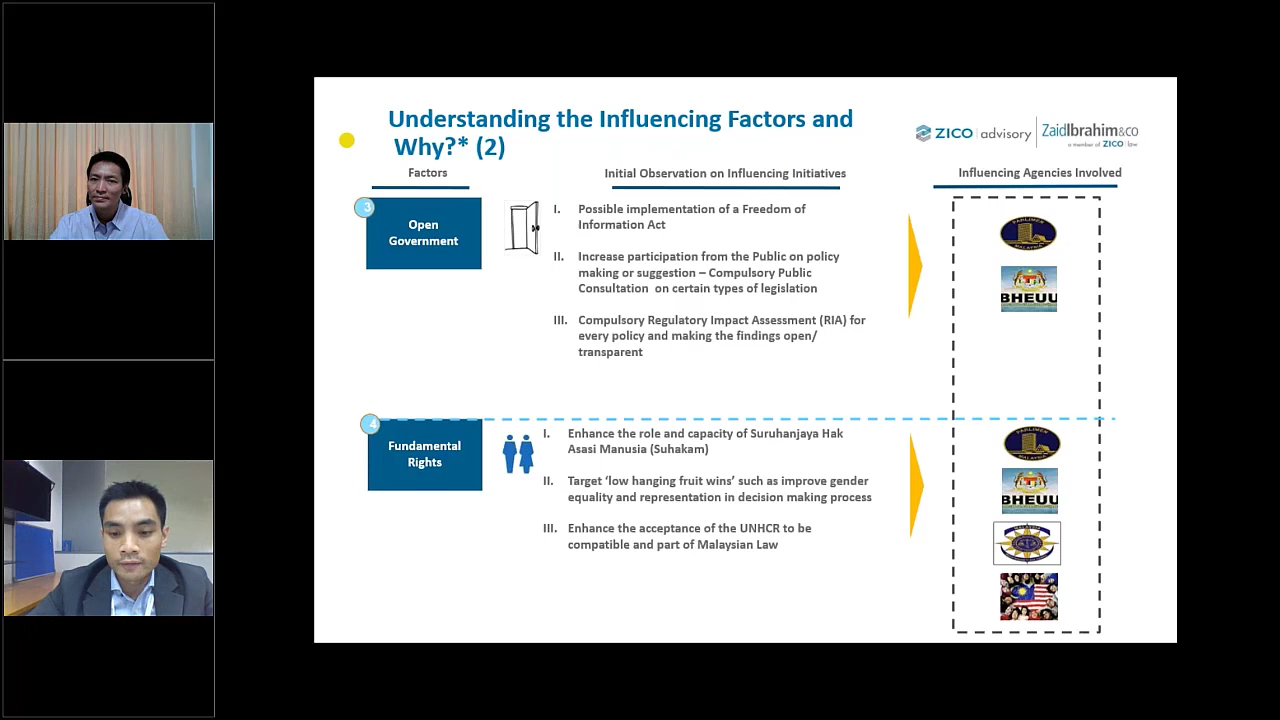 Understanding the Influencing Factors and
Why?* (2)
ZICO advisory
ZaidIbrahim&CO
a member of ZICO law
Factors
Initial Observation on Influencing Initiatives
Influencing Agencies Involved
3
Open
Government
I. Possible implementation of a Freedom of
Information Act
II. Increase participation from the Public on policy
making or suggestion – Compulsory Public
Consultation on certain types of legislation
III. Compulsory Regulatory Impact Assessment (RIA) for
every policy and making the findings open/
transparent
PARLIMEN
MALAYSIA
BHEUU
4
Fundamental
Rights
I. Enhance the role and capacity of Suruhanjaya Hak
Asasi Manusia (Suhakam)
II. Target ‘low hanging fruit wins’ such as improve gender
equality and representation in decision making process
III. Enhance the acceptance of the UNHCR to be
compatible and part of Malaysian Law
PARLIMEN
MALAYSIA
BHEUU
MALAYSIA